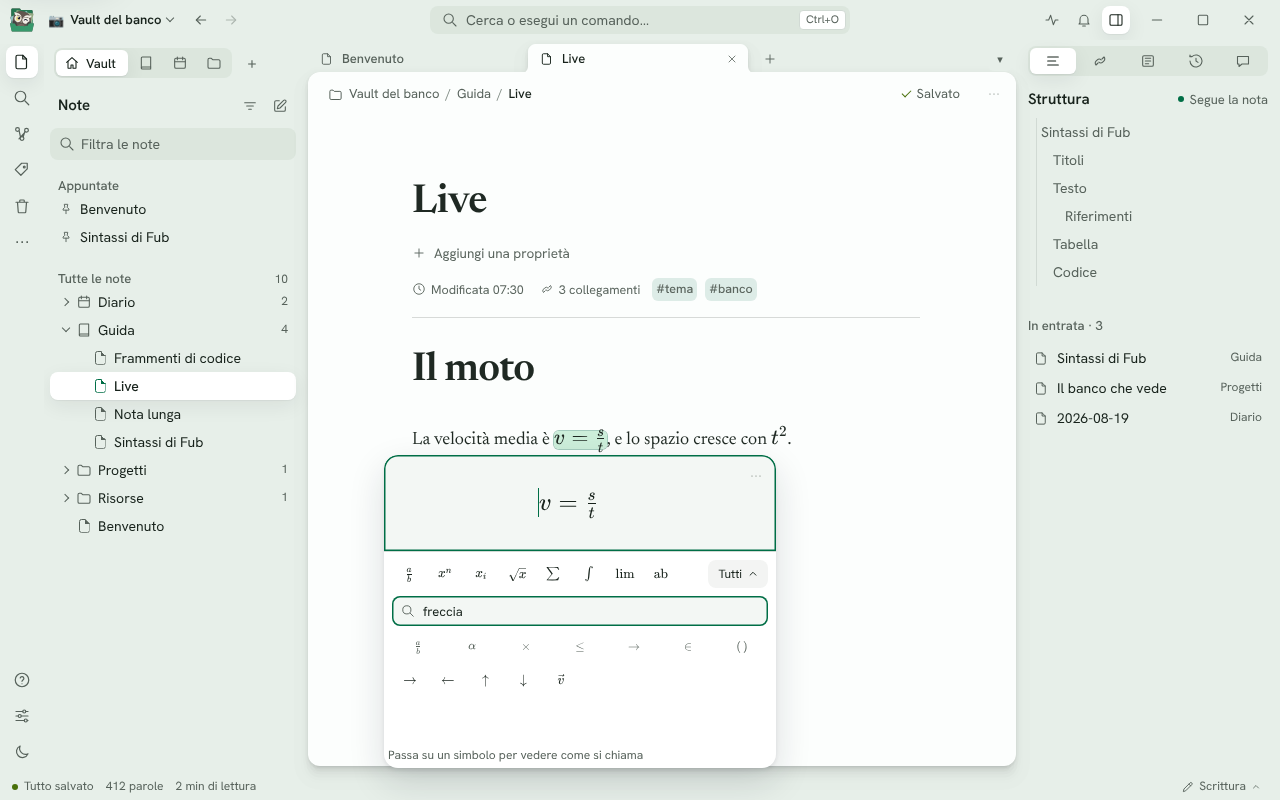 Vault del banco
Cerca o esegui un comando…
Ctrl+O
Vault
Note
Filtra le note
Appuntate
Benvenuto
Sintassi di Fub
Tutte le note 10
Diario 2
Guida 4
Frammenti di codice
Live
Nota lunga
Sintassi di Fub
Progetti 1
Risorse 1
Benvenuto
Tutto salvato 412 parole 2 min di lettura
Benvenuto
Live
Vault del banco / Guida / Live
Salvato
Live
Aggiungi una proprietà
Modificata 07:30 3 collegamenti #tema #banco
Il moto
La velocità media è v = s/t, e lo spazio cresce con t².
v = s/t
a/b xⁿ xᵢ √x ∑ ∫ lim ab Tutti
freccia
a/b α × ≤ → ∈ ( )
→ ← ↑ ↓ v⃗
Passa su un simbolo per vedere come si chiama
Struttura
Segue la nota
Sintassi di Fub
Titoli
Testo
Riferimenti
Tabella
Codice
In entrata · 3
Sintassi di Fub Guida
Il banco che vede Progetti
2026-08-19 Diario
Scrittura